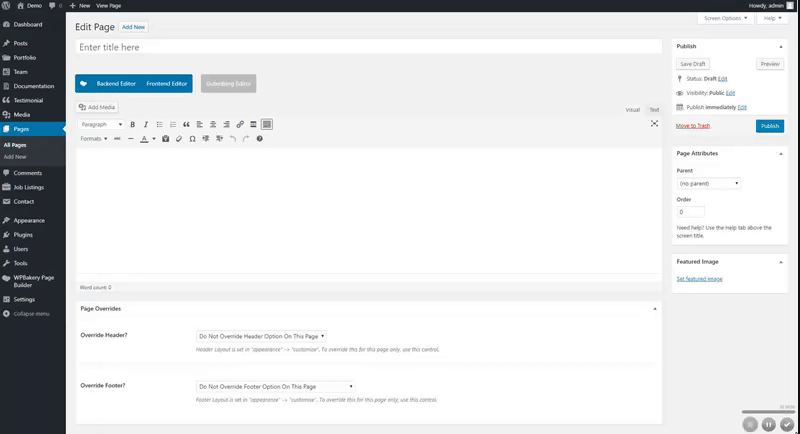 Demo 0 + New View Page Howdy, admin
Dashboard
Posts
Portfolio
Team
Documentation
Testimonial
Media
Pages
All Pages
Add New
Comments
Job Listings
Contact
Appearance
Plugins
Users
Tools
WPBakery Page
Builder
Settings
Collapse menu
Screen Options ▼ Help ▼
Edit Page Add New
Enter title here
Backend Editor Frontend Editor Gutenberg Editor
Add Media Visual Text
Paragraph B I
Formats A Ω
Word count: 0
Page Overrides
Override Header? Do Not Override Header Option On This Page
Header Layout is set in "appearance" -> "customise". To override this for this page only, use this control.
Override Footer? Do Not Override Footer Option On This Page
Footer Layout is set in "appearance" -> "customise". To override this for this page only, use this control.
Publish
Save Draft Preview
Status: Draft Edit
Visibility: Public Edit
Publish immediately Edit
Move to Trash Publish
Page Attributes
Parent
(no parent)
Order
0
Need help? Use the Help tab above the
screen title.
Featured Image
Set featured image